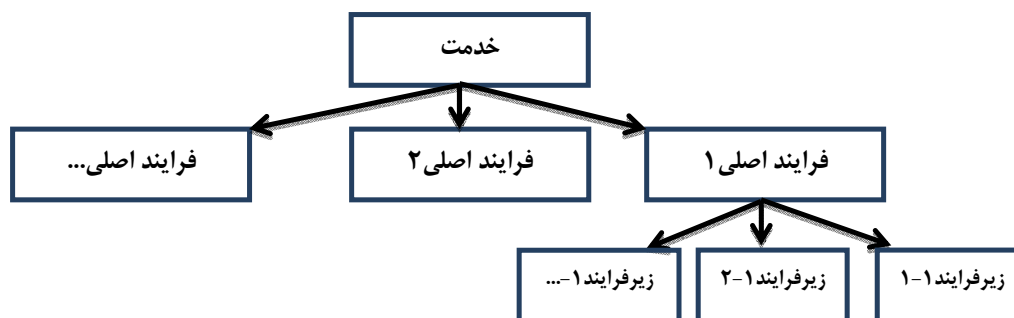 خدمت
فرایند اصلی۱
فرایند اصلی۲
فرایند اصلی...
زیرفرایند۱-۱
زیرفرایند۱-۲
زیرفرایند۱-...